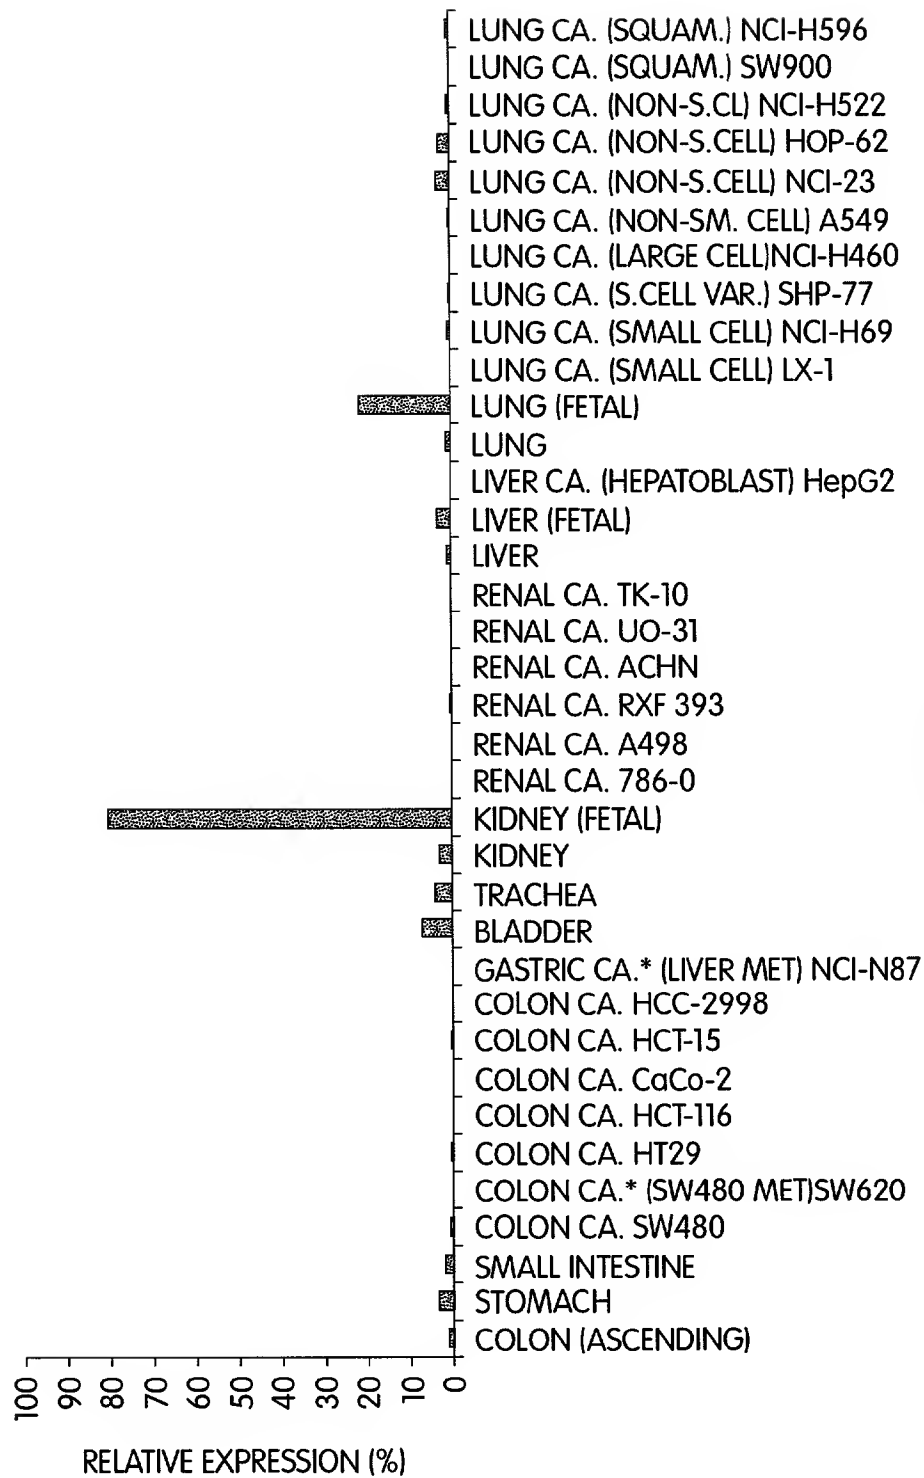 LUNG CA. (SQUAM.) NCI-H596
LUNG CA. (SQUAM.) SW900
LUNG CA. (NON-S.CL) NCI-H522
LUNG CA. (NON-S.CELL) HOP-62
LUNG CA. (NON-S.CELL) NCI-23
LUNG CA. (NON-SM. CELL) A549
LUNG CA. (LARGE CELL)NCI-H460
LUNG CA. (S.CELL VAR.) SHP-77
LUNG CA. (SMALL CELL) NCI-H69
LUNG CA. (SMALL CELL) LX-1
LUNG (FETAL)
LUNG
LIVER CA. (HEPATOBLAST) HepG2
LIVER (FETAL)
LIVER
RENAL CA. TK-10
RENAL CA. UO-31
RENAL CA. ACHN
RENAL CA. RXF 393
RENAL CA. A498
RENAL CA. 786-0
KIDNEY (FETAL)
KIDNEY
TRACHEA
BLADDER
GASTRIC CA.* (LIVER MET) NCI-N87
COLON CA. HCC-2998
COLON CA. HCT-15
COLON CA. CaCo-2
COLON CA. HCT-116
COLON CA. HT29
COLON CA.* (SW480 MET)SW620
COLON CA. SW480
SMALL INTESTINE
STOMACH
COLON (ASCENDING)
100 90 80 70 60 50 40 30 20 10 0
RELATIVE EXPRESSION (%)